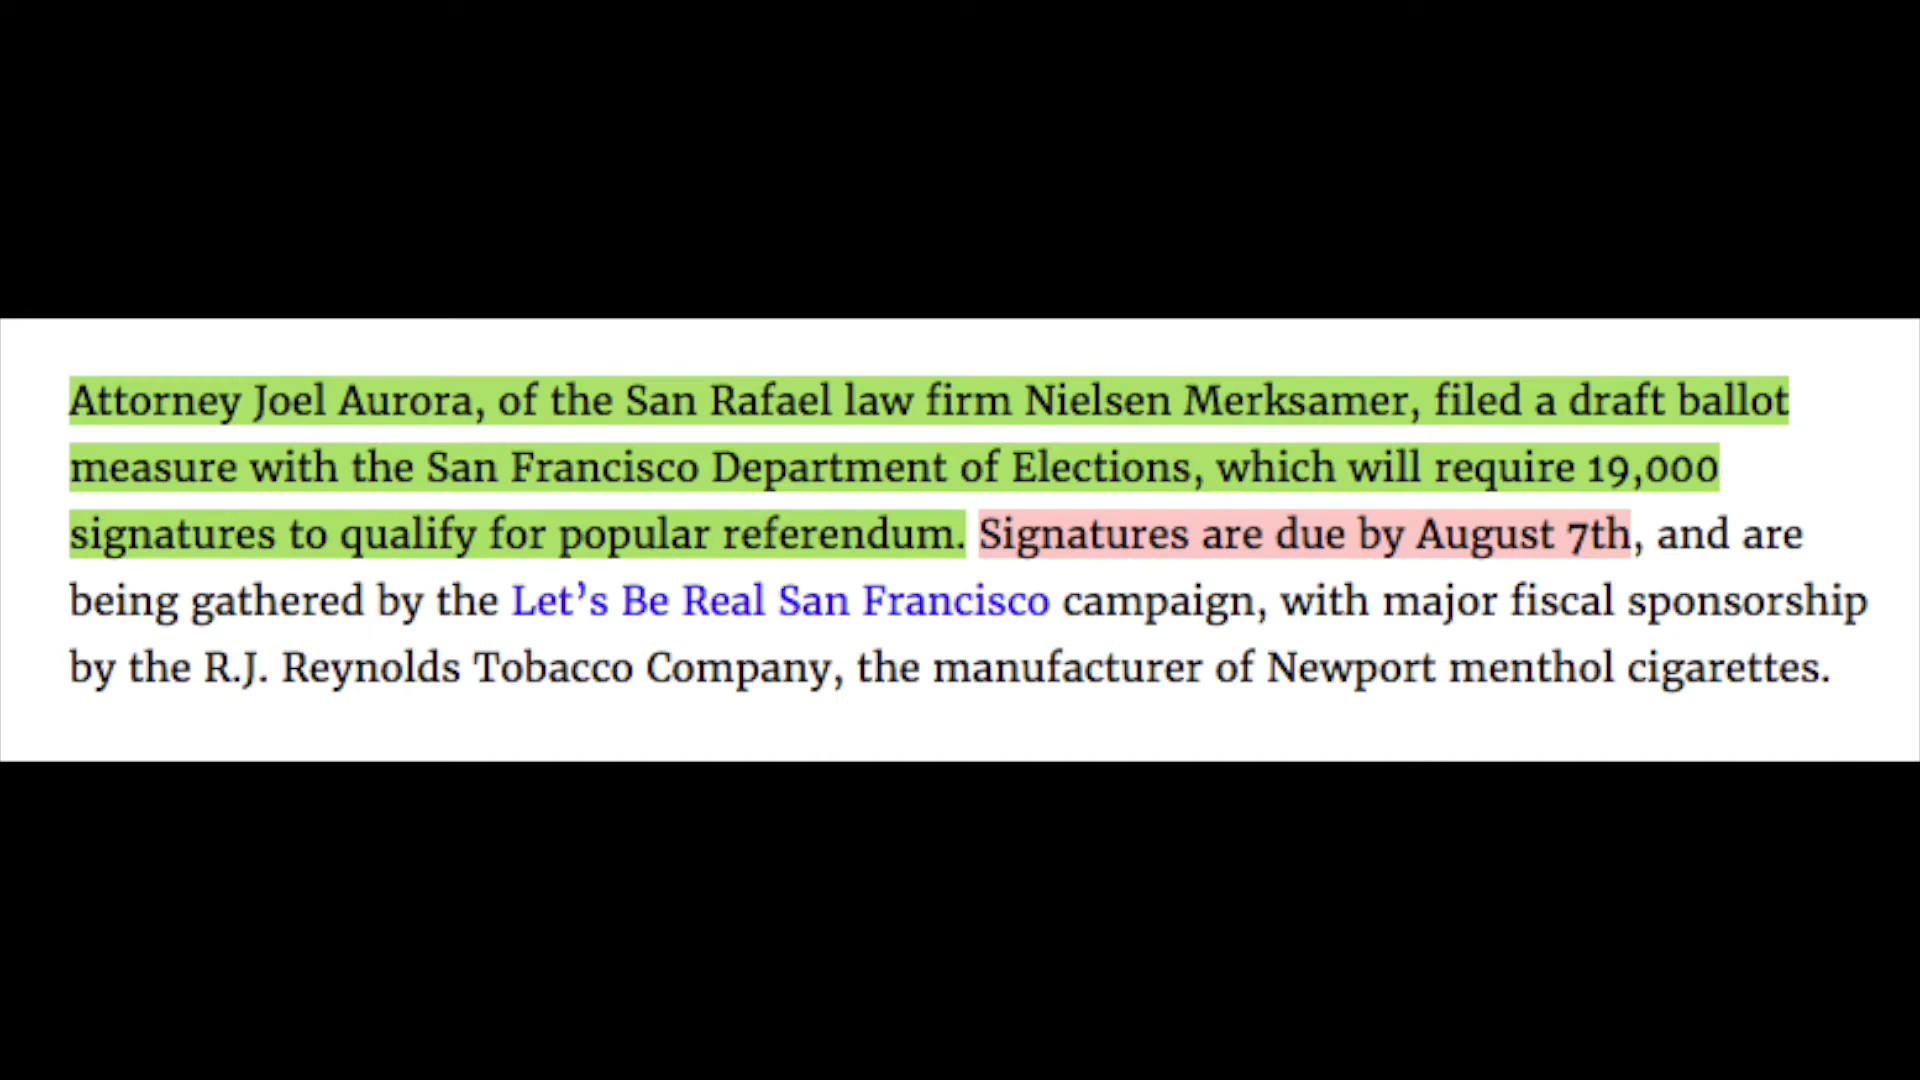 Attorney Joel Aurora, of the San Rafael law firm Nielsen Merksamer, filed a draft ballot
measure with the San Francisco Department of Elections, which will require 19,000
signatures to qualify for popular referendum. Signatures are due by August 7th, and are
being gathered by the Let’s Be Real San Francisco campaign, with major fiscal sponsorship
by the R.J. Reynolds Tobacco Company, the manufacturer of Newport menthol cigarettes.